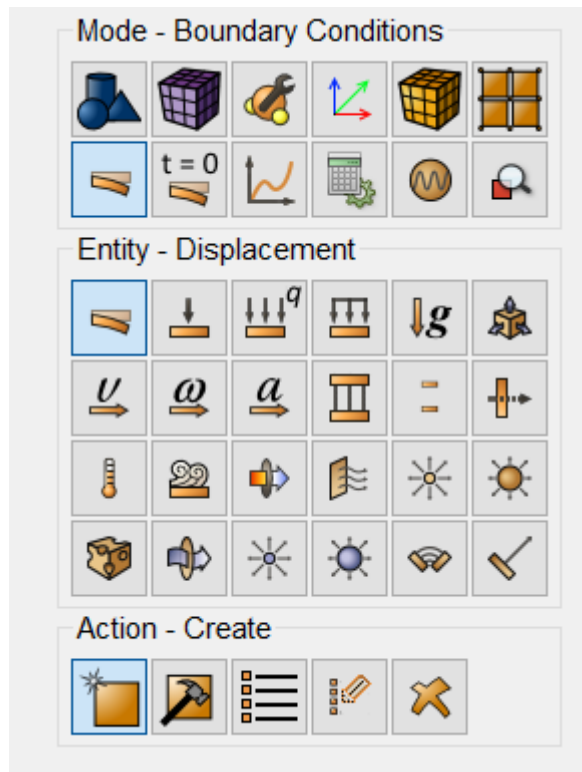 Mode - Boundary Conditions
t = 0
Entity - Displacement
q
g
υ ω a
Action - Create